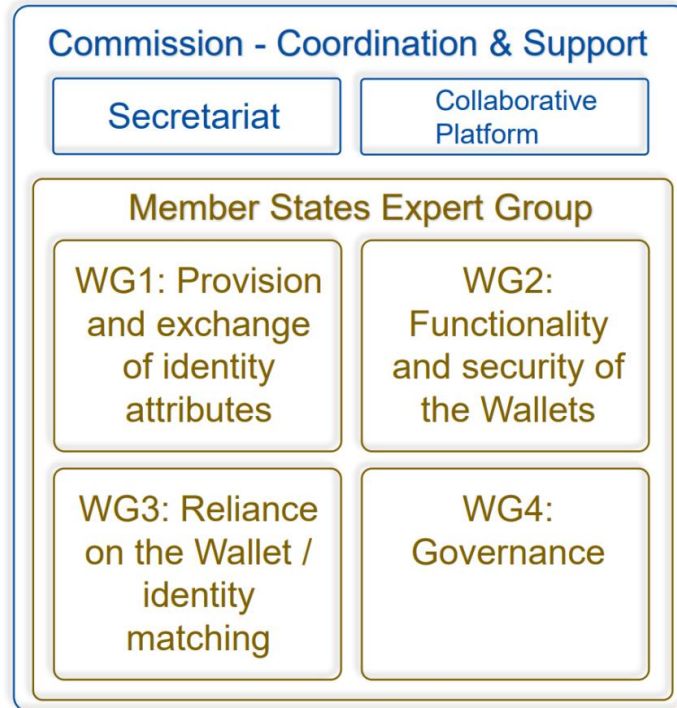 Commission - Coordination & Support
Secretariat
Collaborative
Platform
Member States Expert Group
WG1: Provision
and exchange
of identity
attributes
WG2:
Functionality
and security of
the Wallets
WG3: Reliance
on the Wallet /
identity
matching
WG4:
Governance